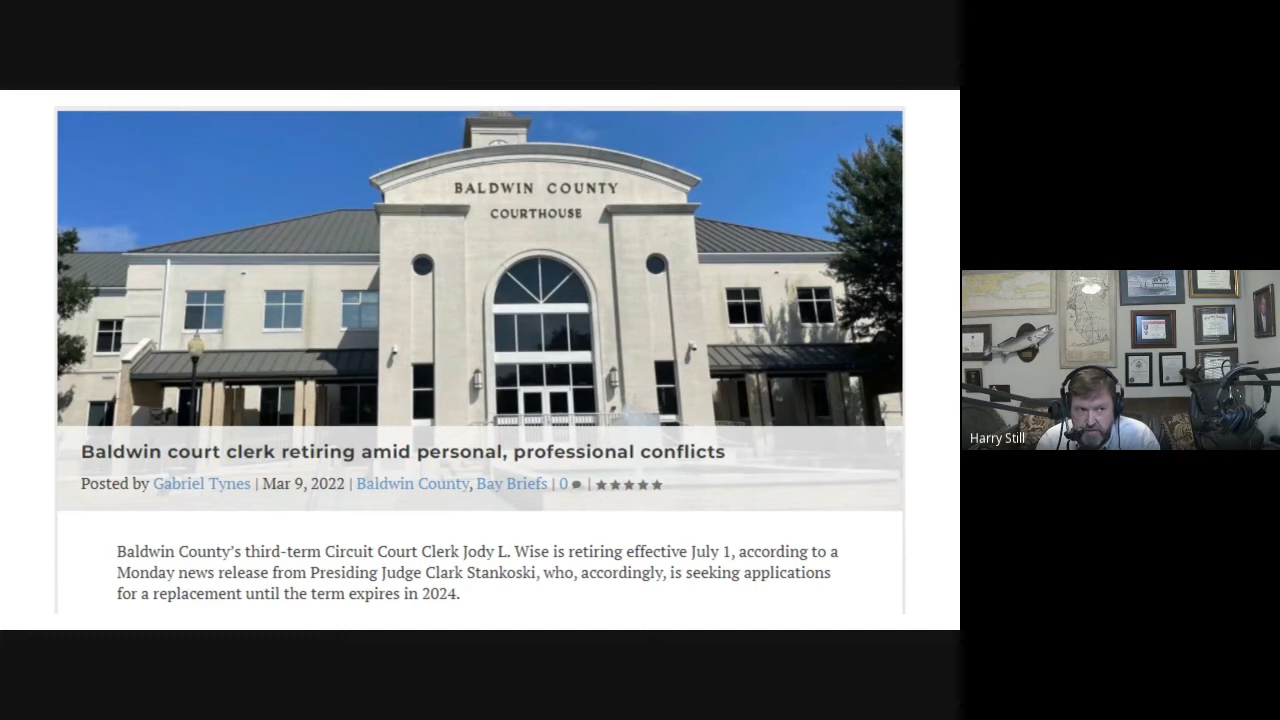 BALDWIN COUNTY
COURTHOUSE
Baldwin court clerk retiring amid personal, professional conflicts
Posted by Gabriel Tynes | Mar 9, 2022 | Baldwin County, Bay Briefs | 0 | ★★★★★
Baldwin County’s third-term Circuit Court Clerk Jody L. Wise is retiring effective July 1, according to a
Monday news release from Presiding Judge Clark Stankoski, who, accordingly, is seeking applications
for a replacement until the term expires in 2024.
Harry Still